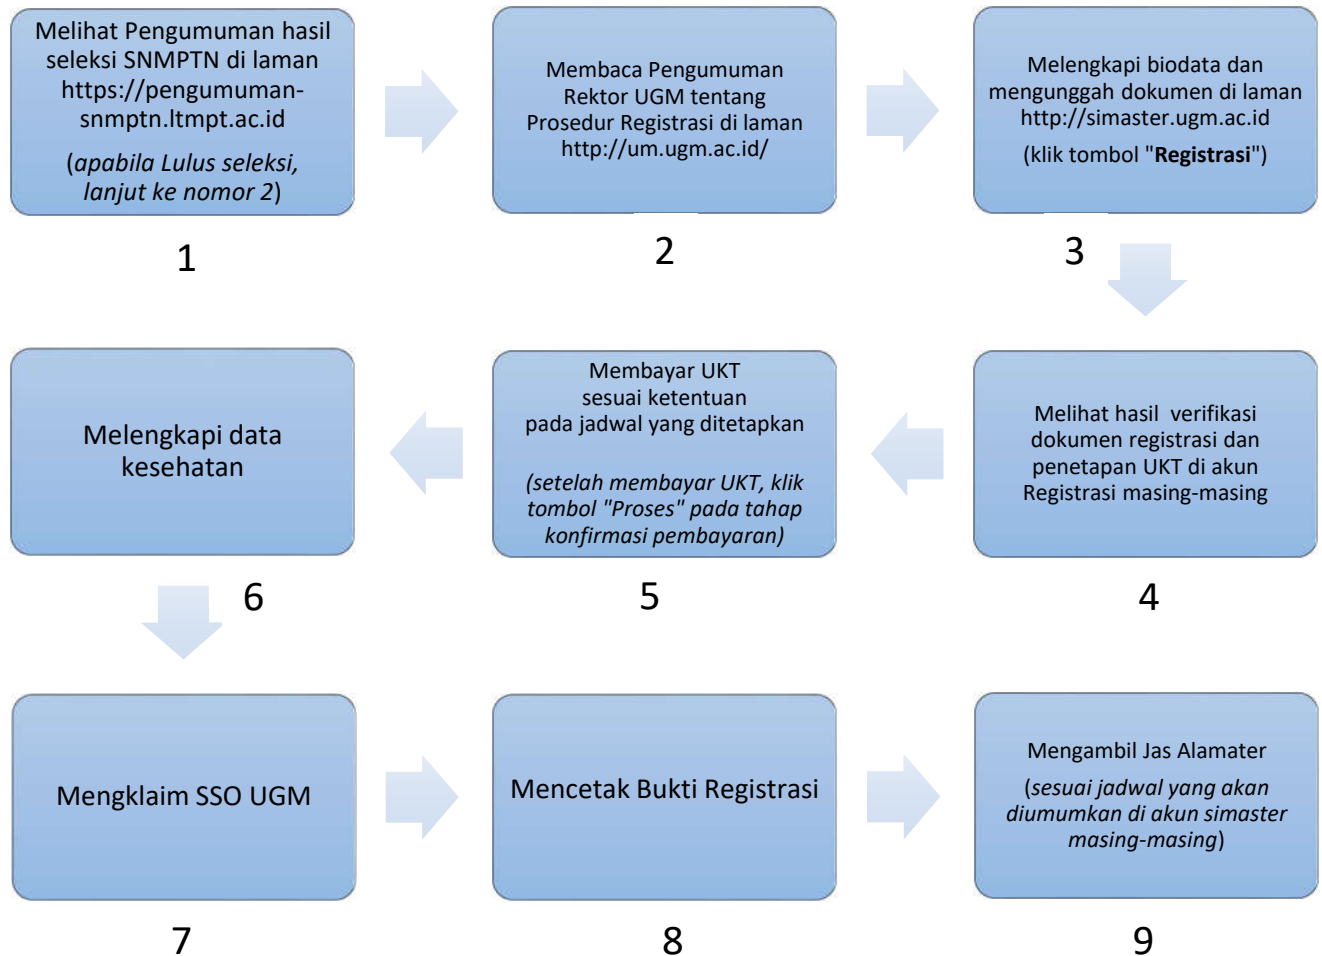 Melihat Pengumuman hasil
seleksi SNMPTN di laman
https://pengumuman-
snmptn.ltmpt.ac.id
(apabila Lulus seleksi,
lanjut ke nomor 2)
1
Membaca Pengumuman
Rektor UGM tentang
Prosedur Registrasi di laman
http://um.ugm.ac.id/
2
Melengkapi biodata dan
mengunggah dokumen di laman
http://simaster.ugm.ac.id
(klik tombol "Registrasi")
3
Melihat hasil verifikasi
dokumen registrasi dan
penetapan UKT di akun
Registrasi masing-masing
4
Membayar UKT
sesuai ketentuan
pada jadwal yang ditetapkan
(setelah membayar UKT, klik
tombol "Proses" pada tahap
konfirmasi pembayaran)
5
Melengkapi data
kesehatan
6
Mengklaim SSO UGM
7
Mencetak Bukti Registrasi
8
Mengambil Jas Alamater
(sesuai jadwal yang akan
diumumkan di akun simaster
masing-masing)
9